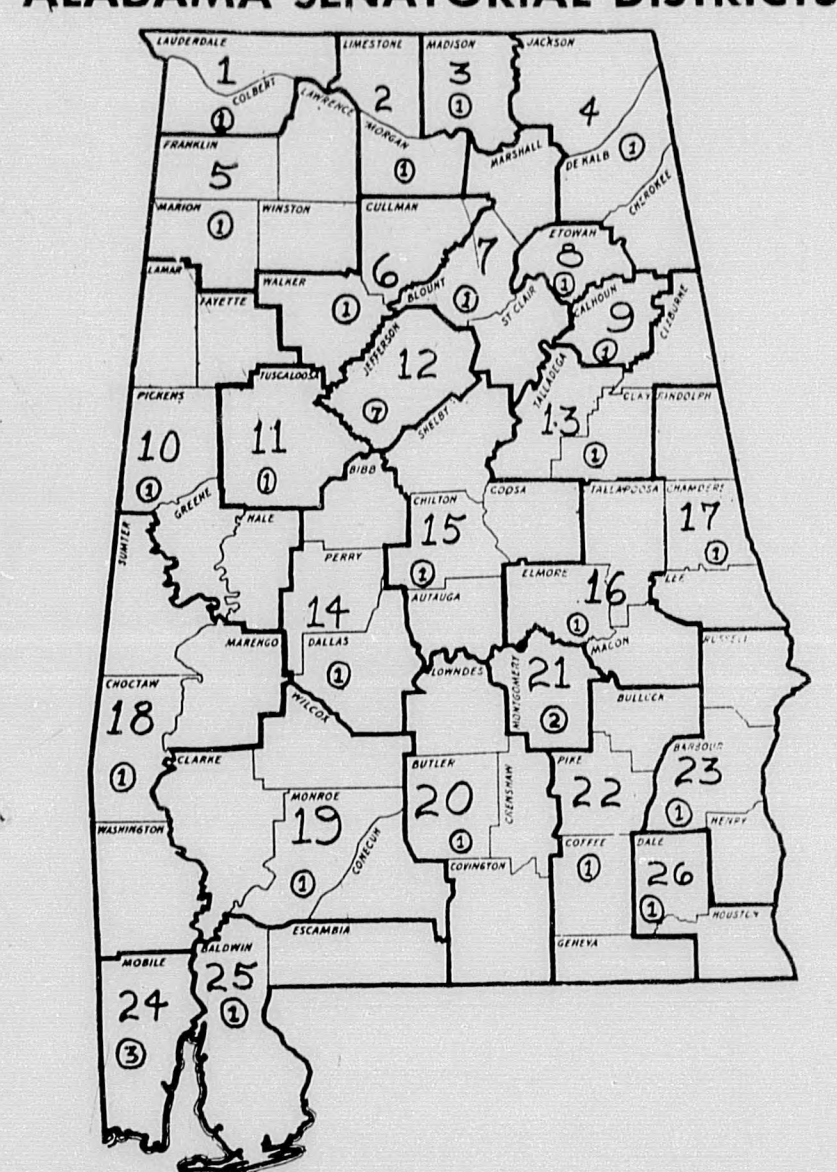 ALABAMA SENATORIAL DISTRICTS
LAUDERDALE
LIMESTONE
MADISON
JACKSON
1
COLBERT
1
LAWRENCE
2
3
1
4
MORGAN
1
MARSHALL
DE KALB
1
CHEROKEE
FRANKLIN
5
MARION
1
WINSTON
CULLMAN
6
7
ETOWAH
8
1
LAMAR
FAYETTE
WALKER
1
BLOUNT
1
ST CLAIR
CALHOUN
9
1
CLEBURNE
JEFFERSON
12
7
TUSCALOOSA
TALLADEGA
CLAY
RANDOLPH
PICKENS
10
1
11
1
SHELBY
13
1
GREENE
BIBB
COOSA
TALLAPOOSA
CHAMBERS
SUMTER
HALE
CHILTON
15
1
17
1
PERRY
14
ELMORE
16
1
LEE
AUTAUGA
MARENGO
DALLAS
1
MACON
RUSSELL
CHOCTAW
18
1
WILCOX
LOWNDES
MONTGOMERY
21
2
BULLOCK
CLARKE
BUTLER
20
1
CRENSHAW
PIKE
22
BARBOUR
23
1
HENRY
MONROE
19
1
CONECUH
WASHINGTON
COVINGTON
COFFEE
1
DALE
26
1
HOUSTON
ESCAMBIA
GENEVA
MOBILE
24
3
BALDWIN
25
1